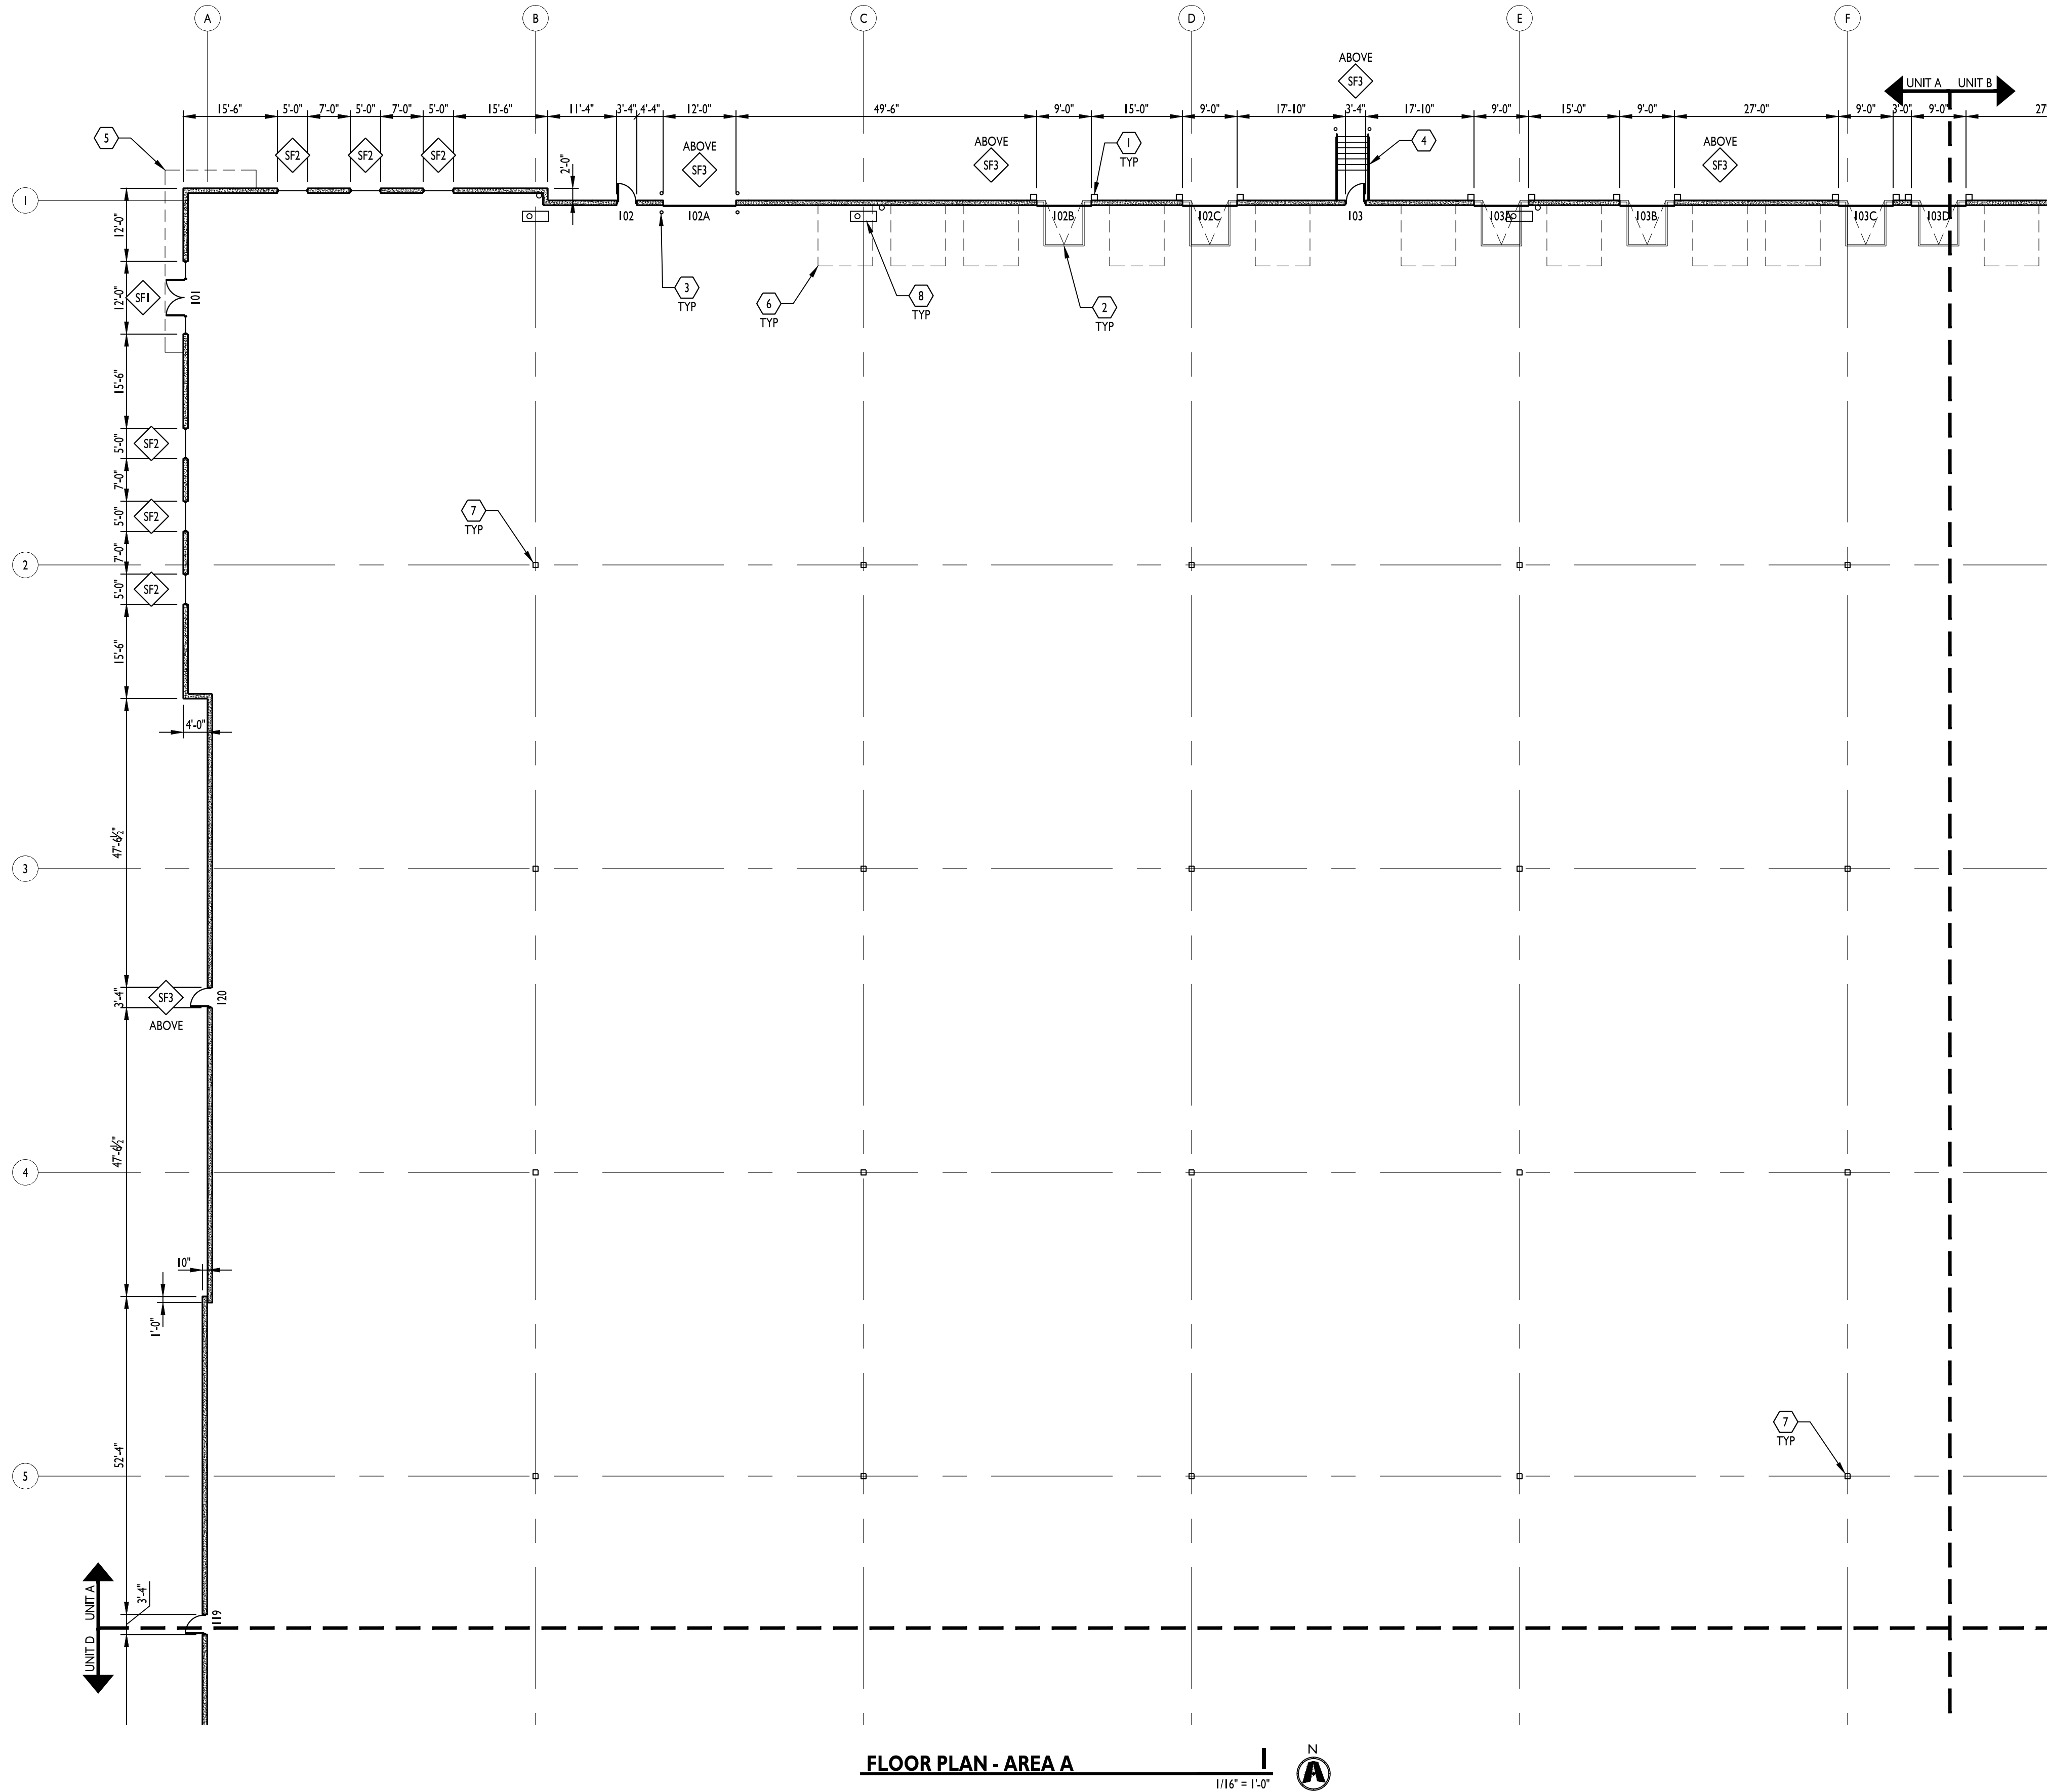 A B C D E F
ABOVE
SF3
UNIT A UNIT B
15'-6" 5'-0" 7'-0" 5'-0" 7'-0" 5'-0" 15'-6" 11'-4" 3'-4" 4'-4" 12'-0" 49'-6" 9'-0" 15'-0" 9'-0" 17'-10" 3'-4" 17'-10" 9'-0" 15'-0" 9'-0" 27'-0" 9'-0" 3'-0" 9'-0" 27'
5
SF2 SF2 SF2
ABOVE
SF3
ABOVE
SF3
1
TYP
4
ABOVE
SF3
2'-0"
1
102 102A 102B 102C 103 103A 103B 103C 103D
12'-0"
12'-0"
SF1
101
3
TYP
6
TYP
8
TYP
2
TYP
15'-6"
5'-0"
SF2
7'-0"
5'-0"
SF2
7
TYP
7'-0"
2
5'-0"
SF2
15'-6"
4'-0"
47'-6½"
3
3'-4"
SF3
ABOVE
120
47'-6½"
4
10"
1'-0"
52'-4"
5
7
TYP
3'-4"
119
UNIT A
UNIT D
FLOOR PLAN - AREA A 1
1/16" = 1'-0"
N
A